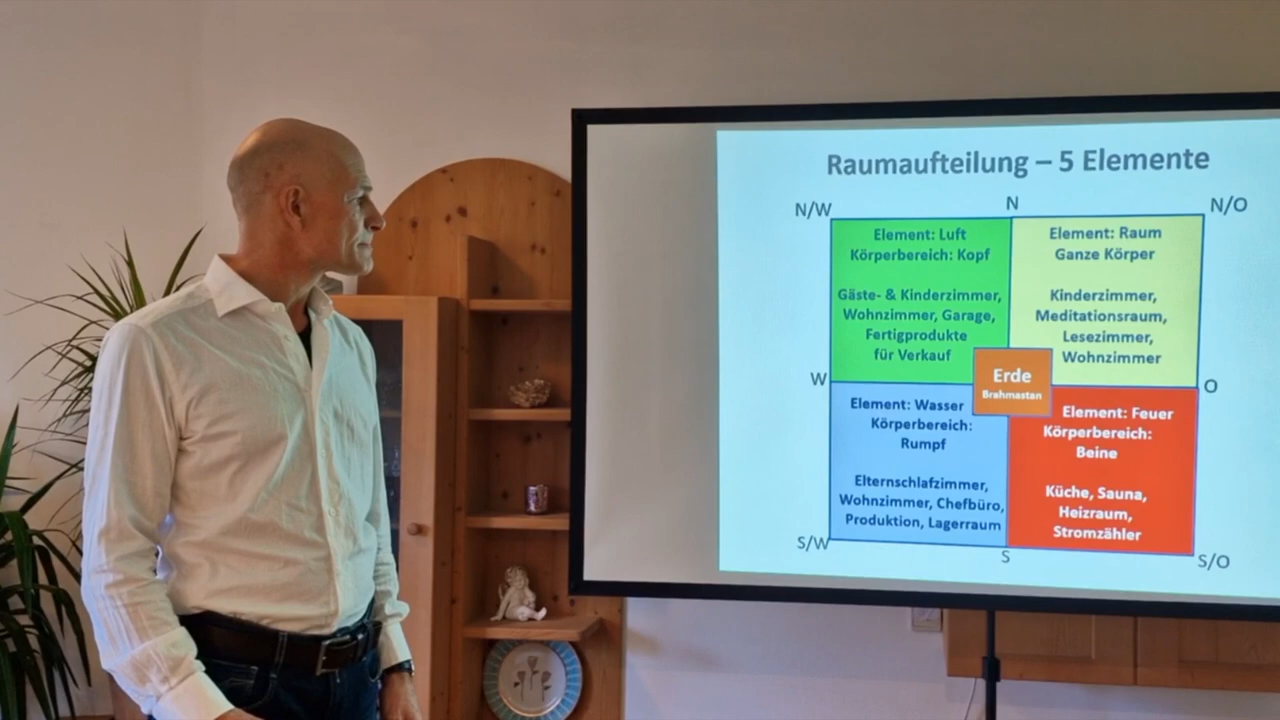 Raumaufteilung – 5 Elemente
N/W
N
N/O
Element: Luft
Körperbereich: Kopf
Gäste- & Kinderzimmer,
Wohnzimmer, Garage,
Fertigprodukte
für Verkauf
Element: Raum
Ganze Körper
Kinderzimmer,
Meditationsraum,
Lesezimmer,
Wohnzimmer
W
Erde
Brahmastan
O
Element: Wasser
Körperbereich:
Rumpf
Elternschlafzimmer,
Wohnzimmer, Chefbüro,
Produktion, Lagerraum
Element: Feuer
Körperbereich:
Beine
Küche, Sauna,
Heizraum,
Stromzähler
S/W
S
S/O